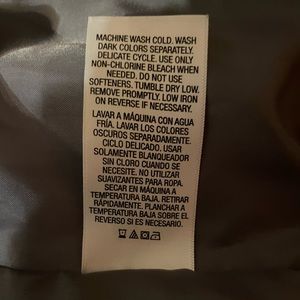 MACHINE WASH COLD. WASH
DARK COLORS SEPARATELY.
DELICATE CYCLE. USE ONLY
NON-CHLORINE BLEACH WHEN
NEEDED. DO NOT USE
SOFTENERS. TUMBLE DRY LOW.
REMOVE PROMPTLY. LOW IRON
ON REVERSE IF NECESSARY.
LAVAR A MÁQUINA CON AGUA
FRÍA. LAVAR LOS COLORES
OSCUROS SEPARADAMENTE.
CICLO DELICADO. USAR
SOLAMENTE BLANQUEADOR
SIN CLORO CUANDO SE
NECESITE. NO USAR
SUAVIZANTES PARA ROPA.
SECAR EN MÁQUINA A
TEMPERATURA BAJA. RETIRAR
RÁPIDAMENTE. PLANCHAR A
TEMPERATURA BAJA SOBRE EL
REVERSO SI ES NECESARIO.